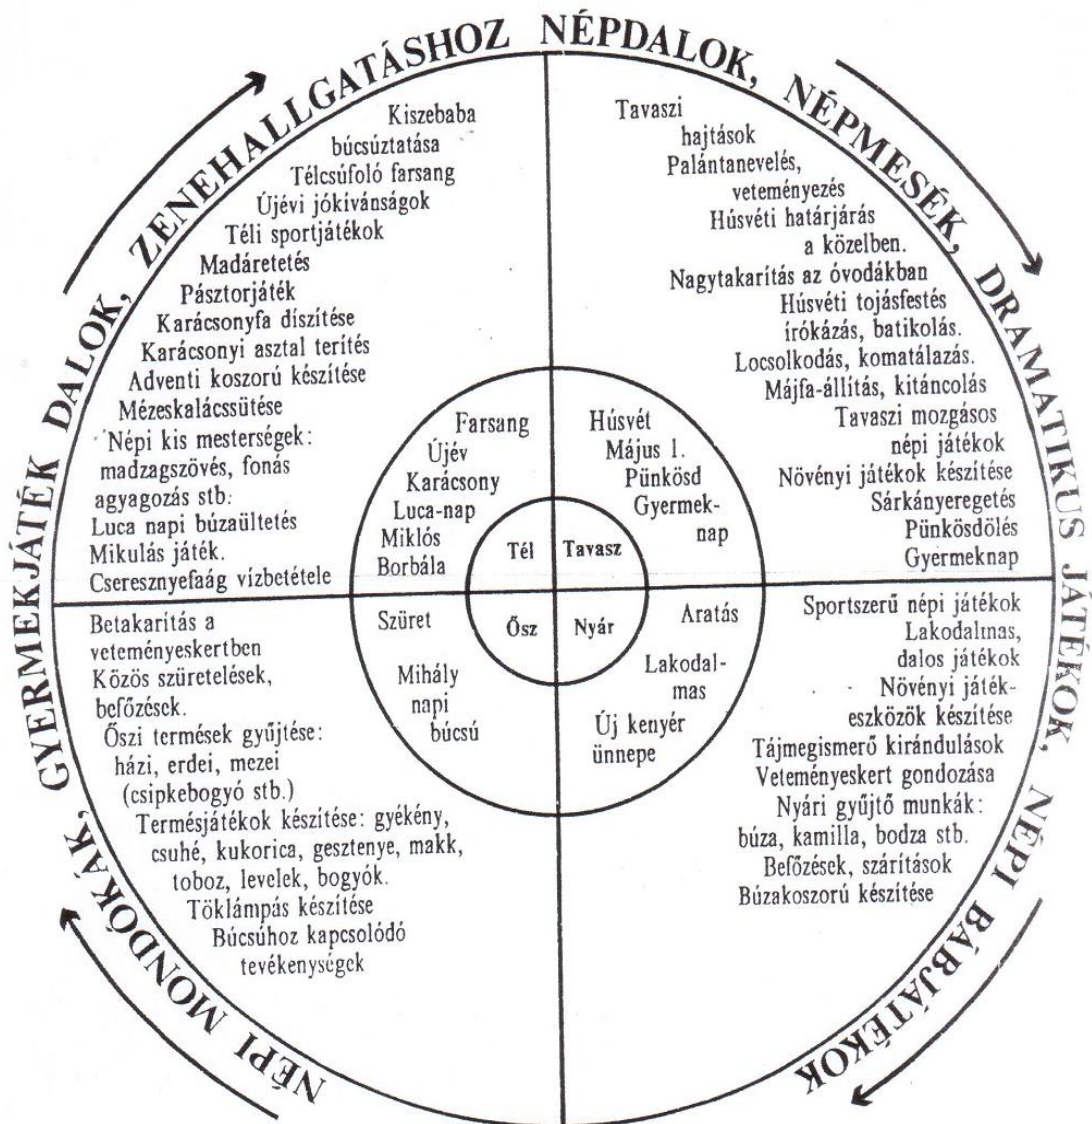 NÉPI MONDÓKÁK, GYERMEKJÁTÉK DALOK, ZENEHALLGATÁSHOZ NÉPDALOK, NÉPMESÉK, DRAMATIKUS JÁTÉKOK, NÉPI BÁBJÁTÉKOK
Kiszebaba
búcsúztatása
Télcsúfoló farsang
Újévi jókívánságok
Téli sportjátékok
Madáretetés
Pásztorjáték
Karácsonyfa díszítése
Karácsonyi asztal terítés
Adventi koszorú készítése
Mézeskalácssütése
Népi kis mesterségek:
madzagszövés, fonás
agyagozás stb.
Luca napi búzaültetés
Mikulás játék.
Cseresznyefaág vízbetétele
Farsang
Újév
Karácsony
Luca-nap
Miklós
Borbála
Tél
Tavaszi
hajtások
Palántanevelés,
veteményezés
Húsvéti határjárás
a közelben.
Nagytakarítás az óvodákban
Húsvéti tojásfestés
írókázás, batikolás.
Locsolkodás, komatálazás.
Májfa-állítás, kitáncolás
Tavaszi mozgásos
népi játékok
Növényi játékok készítése
Sárkányeregetés
Pünkösdölés
Gyermeknap
Húsvét
Május 1.
Pünkösd
Gyermek-
nap
Tavasz
Betakarítás a
veteményeskertben
Közös szüretelések,
befőzések.
Őszi termések gyűjtése:
házi, erdei, mezei
(csipkebogyó stb.)
Termésjátékok készítése: gyékény,
csuhé, kukorica, gesztenye, makk,
toboz, levelek, bogyók.
Töklámpás készítése
Búcsúhoz kapcsolódó
tevékenységek
Szüret
Mihály
napi
búcsú
Ősz
Nyár
Aratás
Lakodal-
mas
Új kenyér
ünnepe
Sportszerű népi játékok
Lakodalmas,
dalos játékok
Növényi játék-
eszközök készítése
Tájmegismerő kirándulások
Veteményeskert gondozása
Nyári gyűjtő munkák:
búza, kamilla, bodza stb.
Befőzések, szárítások
Búzakoszorú készítése